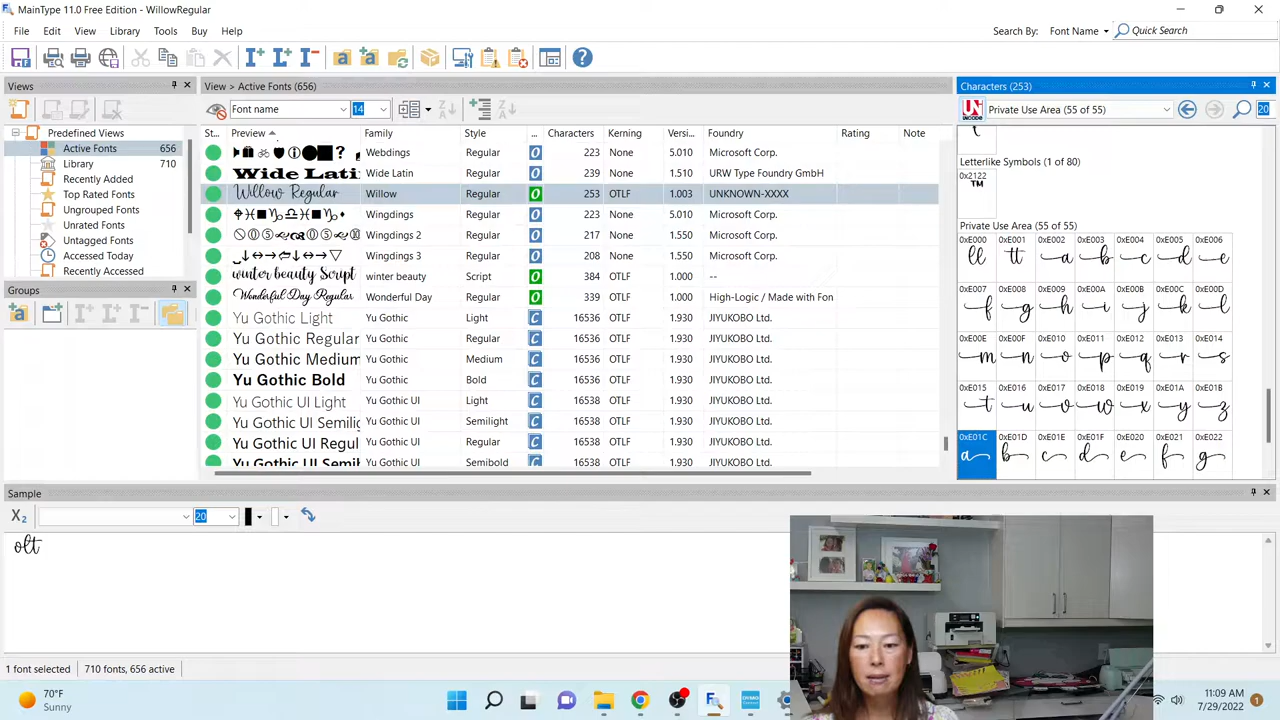 MainType 11.0 Free Edition - WillowRegular
File Edit View Library Tools Buy Help
Search By: Font Name Quick Search
Views
Predefined Views
Active Fonts 656
Library 710
Recently Added
Top Rated Fonts
Ungrouped Fonts
Unrated Fonts
Untagged Fonts
Accessed Today
Recently Accessed
Groups
View > Active Fonts (656)
Font name 14
St... Preview Family Style ... Characters Kerning Versi... Foundry Rating Note
Webdings Regular 223 None 5.010 Microsoft Corp.
Wide Lati Wide Latin Regular 239 None 1.510 URW Type Foundry GmbH
Willow Regular Willow Regular 253 OTLF 1.003 UNKNOWN-XXXX
Wingdings Regular 223 None 5.010 Microsoft Corp.
Wingdings 2 Regular 217 None 1.550 Microsoft Corp.
Wingdings 3 Regular 208 None 1.550 Microsoft Corp.
winter beauty Script winter beauty Script 384 OTLF 1.000 --
Wonderful Day Regular Wonderful Day Regular 339 OTLF 1.000 High-Logic / Made with Fon
Yu Gothic Light Yu Gothic Light 16536 OTLF 1.930 JIYUKOBO Ltd.
Yu Gothic Regular Yu Gothic Regular 16536 OTLF 1.930 JIYUKOBO Ltd.
Yu Gothic Medium Yu Gothic Medium 16536 OTLF 1.930 JIYUKOBO Ltd.
Yu Gothic Bold Yu Gothic Bold 16536 OTLF 1.930 JIYUKOBO Ltd.
Yu Gothic UI Light Yu Gothic UI Light 16538 OTLF 1.930 JIYUKOBO Ltd.
Yu Gothic UI Semilig Yu Gothic UI Semilight 16538 OTLF 1.930 JIYUKOBO Ltd.
Yu Gothic UI Regul Yu Gothic UI Regular 16538 OTLF 1.930 JIYUKOBO Ltd.
Yu Gothic UI Semib Yu Gothic UI Semibold 16538 OTLF 1.930 JIYUKOBO Ltd.
Characters (253)
UNICODE Private Use Area (55 of 55) 20
Letterlike Symbols (1 of 80)
0x2122
™
Private Use Area (55 of 55)
0xE000 0xE001 0xE002 0xE003 0xE004 0xE005 0xE006
ll tt a b c d e
0xE007 0xE008 0xE009 0xE00A 0xE00B 0xE00C 0xE00D
f g h i j k l
0xE00E 0xE00F 0xE010 0xE011 0xE012 0xE013 0xE014
m n o p q r s
0xE015 0xE016 0xE017 0xE018 0xE019 0xE01A 0xE01B
t u v w x y z
0xE01C 0xE01D 0xE01E 0xE01F 0xE020 0xE021 0xE022
a b c d e f g
Sample
X2 20
olt
1 font selected 710 fonts, 656 active
70°F
Sunny
11:09 AM
7/29/2022
1